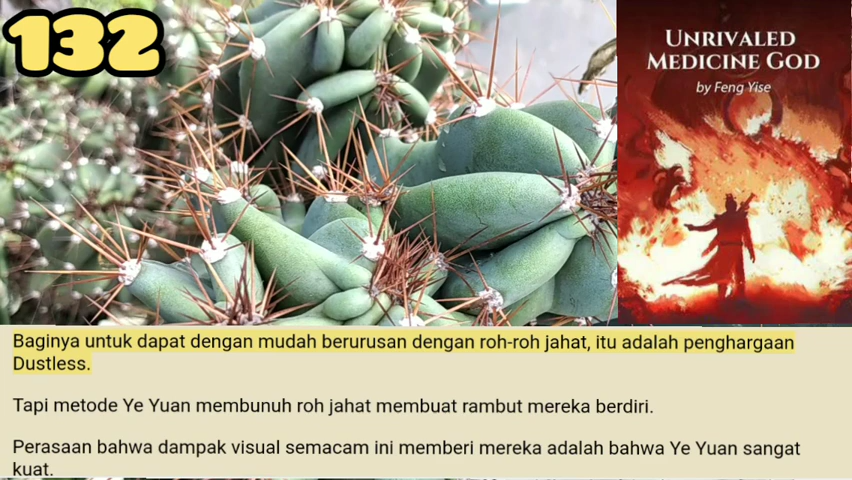 132
UNRIVALED
MEDICINE GOD
by Feng Yise
Baginya untuk dapat dengan mudah berurusan dengan roh-roh jahat, itu adalah penghargaan
Dustless.
Tapi metode Ye Yuan membunuh roh jahat membuat rambut mereka berdiri.
Perasaan bahwa dampak visual semacam ini memberi mereka adalah bahwa Ye Yuan sangat
kuat.